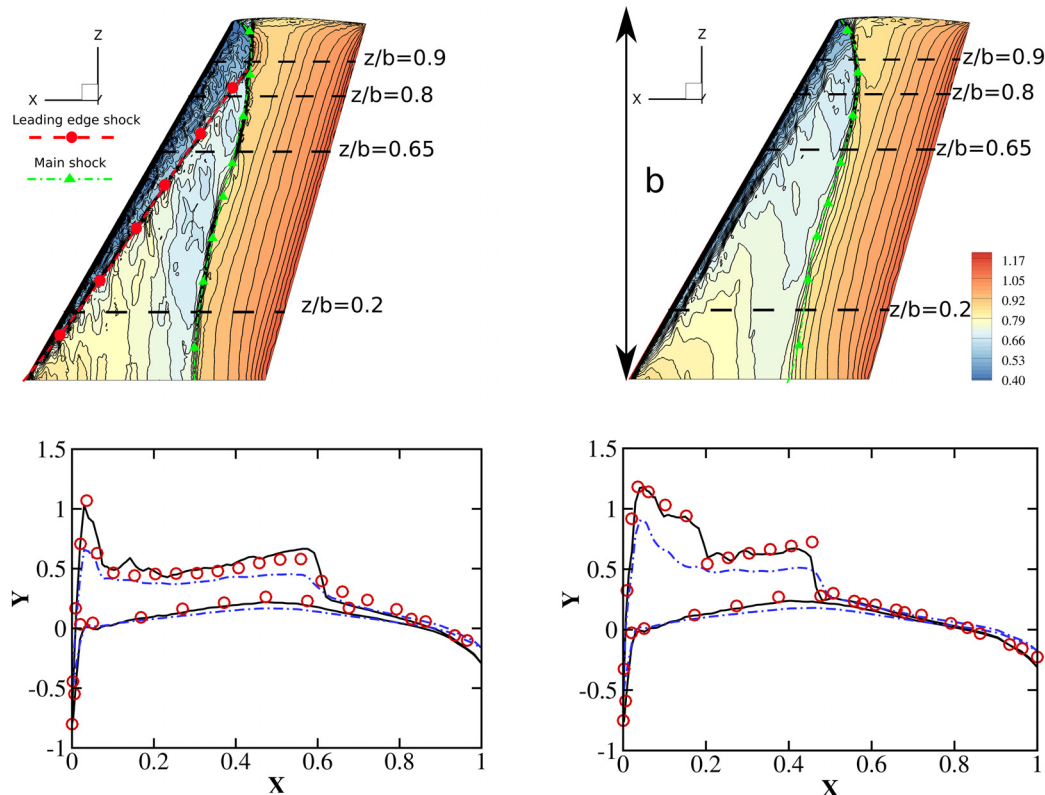 Z
X
Y
z/b=0.9
z/b=0.8
Leading edge shock
z/b=0.65
Main shock
z/b=0.2
Z
X
z/b=0.9
z/b=0.8
z/b=0.65
b
z/b=0.2
1.17
1.05
0.92
0.79
0.66
0.53
0.40
1.5
1
0.5
0
-0.5
-1
Y
0 0.2 0.4 0.6 0.8 1
X
1.5
1
0.5
0
-0.5
-1
Y
0 0.2 0.4 0.6 0.8 1
X